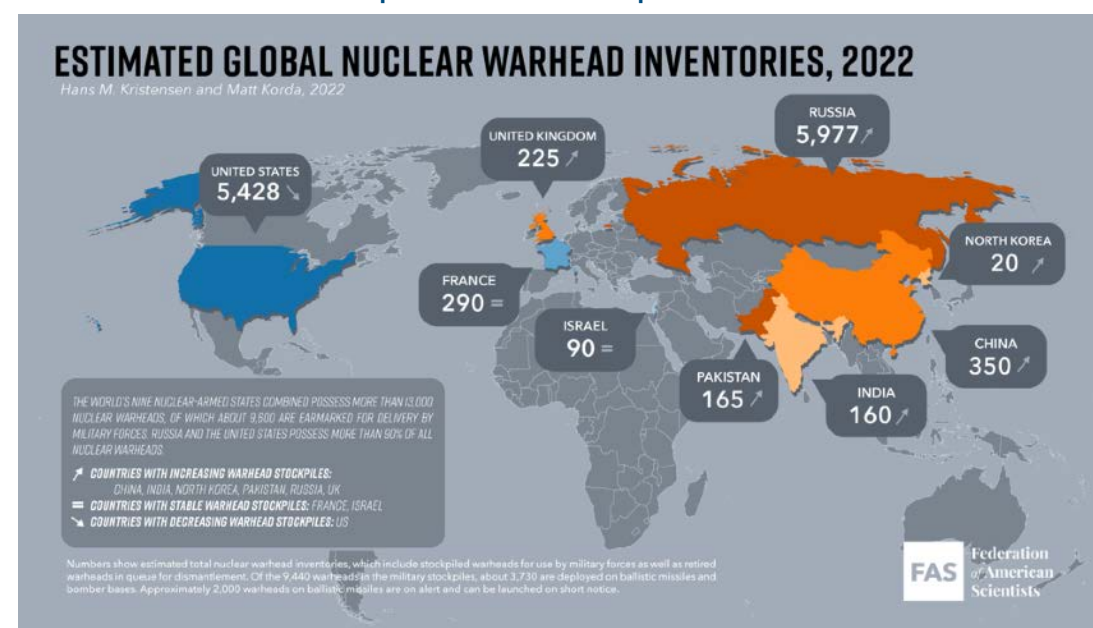 ESTIMATED GLOBAL NUCLEAR WARHEAD INVENTORIES, 2022
Hans M. Kristensen and Matt Korda, 2022
RUSSIA
5,977
UNITED KINGDOM
225
UNITED STATES
5,428
NORTH KOREA
20
FRANCE
290 =
ISRAEL
90 =
CHINA
350
PAKISTAN
165
INDIA
160
THE WORLD'S NINE NUCLEAR-ARMED STATES COMBINED POSSESS MORE THAN 13,000
NUCLEAR WARHEADS, OF WHICH ABOUT 9,500 ARE EARMARKED FOR DELIVERY BY
MILITARY FORCES. RUSSIA AND THE UNITED STATES POSSESS MORE THAN 90% OF ALL
NUCLEAR WARHEADS.
COUNTRIES WITH INCREASING WARHEAD STOCKPILES:
CHINA, INDIA, NORTH KOREA, PAKISTAN, RUSSIA, UK
= COUNTRIES WITH STABLE WARHEAD STOCKPILES: FRANCE, ISRAEL
COUNTRIES WITH DECREASING WARHEAD STOCKPILES: US
Numbers show estimated total nuclear warhead inventories, which include stockpiled warheads for use by military forces as well as retired
warheads in queue for dismantlement. Of the 9,440 warheads in the military stockpiles, about 3,730 are deployed on ballistic missiles and
bomber bases. Approximately 2,000 warheads on ballistic missiles are on alert and can be launched on short notice.
FAS
Federation
of American
Scientists